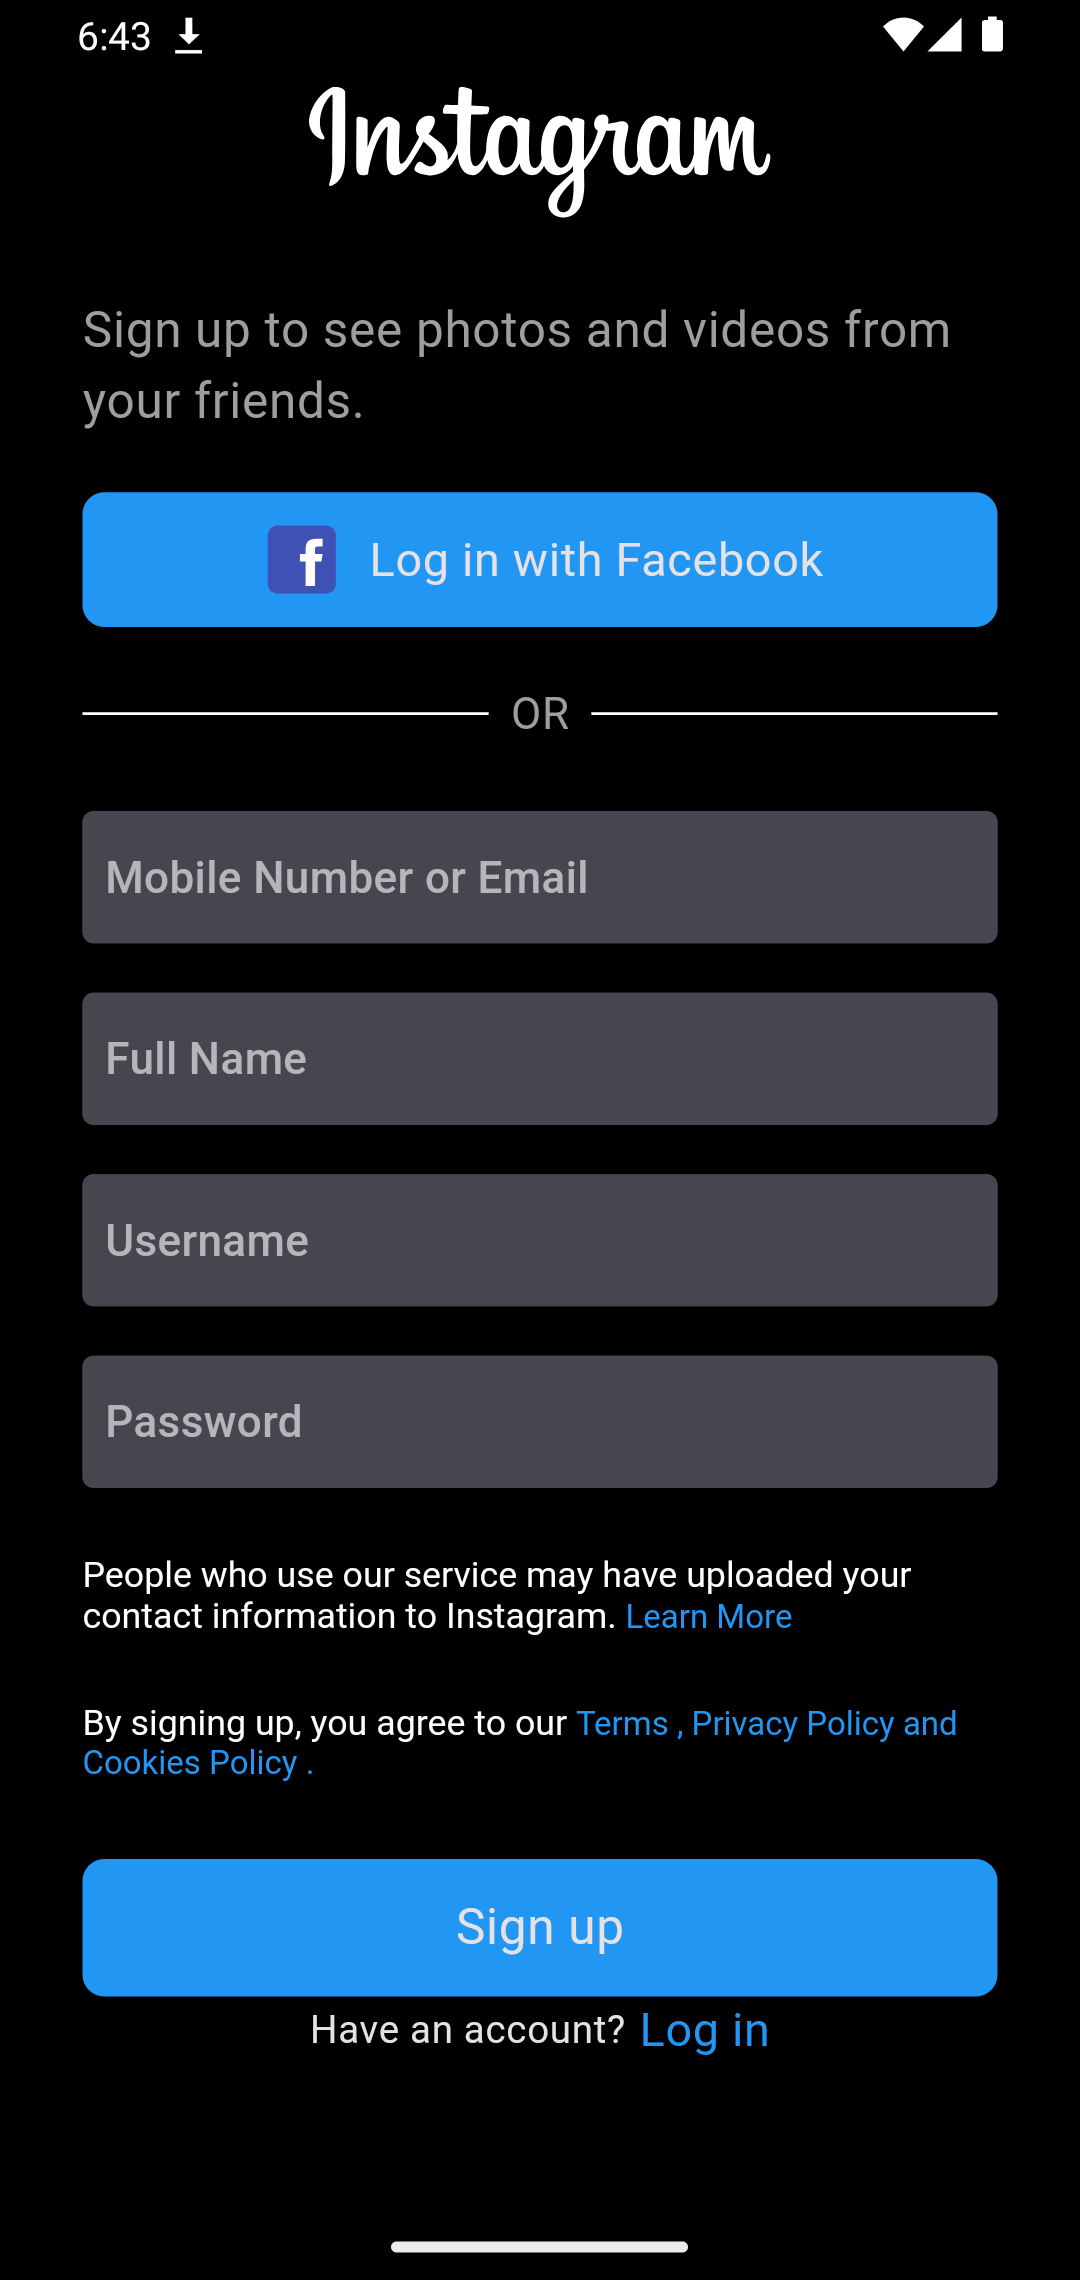 6:43
Instagram
Sign up to see photos and videos from
your friends.
f Log in with Facebook
OR
Mobile Number or Email
Full Name
Username
Password
People who use our service may have uploaded your
contact information to Instagram. Learn More
By signing up, you agree to our Terms , Privacy Policy and
Cookies Policy .
Sign up
Have an account? Log in